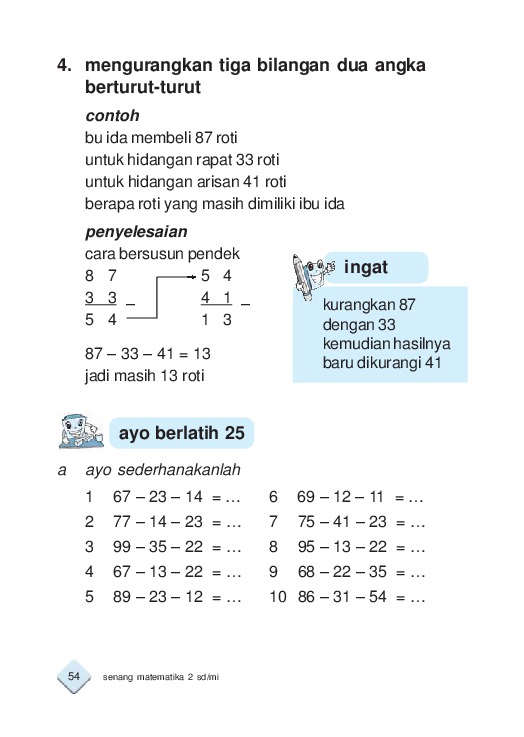 4. mengurangkan tiga bilangan dua angka
berturut-turut
contoh
bu ida membeli 87 roti
untuk hidangan rapat 33 roti
untuk hidangan arisan 41 roti
berapa roti yang masih dimiliki ibu ida
penyelesaian
cara bersusun pendek
8 7 5 4
3 3 – 4 1 –
5 4 1 3
87 – 33 – 41 = 13
jadi masih 13 roti
ingat
kurangkan 87
dengan 33
kemudian hasilnya
baru dikurangi 41
ayo berlatih 25
a ayo sederhanakanlah
1 67 – 23 – 14 = … 6 69 – 12 – 11 = …
2 77 – 14 – 23 = … 7 75 – 41 – 23 = …
3 99 – 35 – 22 = … 8 95 – 13 – 22 = …
4 67 – 13 – 22 = … 9 68 – 22 – 35 = …
5 89 – 23 – 12 = … 10 86 – 31 – 54 = …
54 senang matematika 2 sd/mi